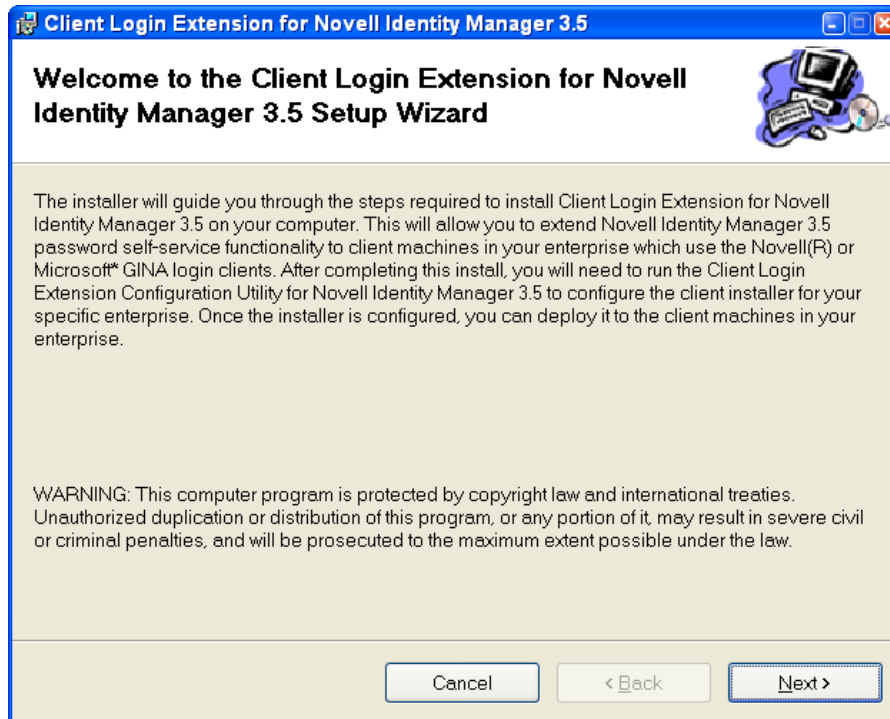 Client Login Extension for Novell Identity Manager 3.5
Welcome to the Client Login Extension for Novell
Identity Manager 3.5 Setup Wizard
The installer will guide you through the steps required to install Client Login Extension for Novell
Identity Manager 3.5 on your computer. This will allow you to extend Novell Identity Manager 3.5
password self-service functionality to client machines in your enterprise which use the Novell(R) or
Microsoft* GINA login clients. After completing this install, you will need to run the Client Login
Extension Configuration Utility for Novell Identity Manager 3.5 to configure the client installer for your
specific enterprise. Once the installer is configured, you can deploy it to the client machines in your
enterprise.
WARNING: This computer program is protected by copyright law and international treaties.
Unauthorized duplication or distribution of this program, or any portion of it, may result in severe civil
or criminal penalties, and will be prosecuted to the maximum extent possible under the law.
Cancel
< Back
Next >